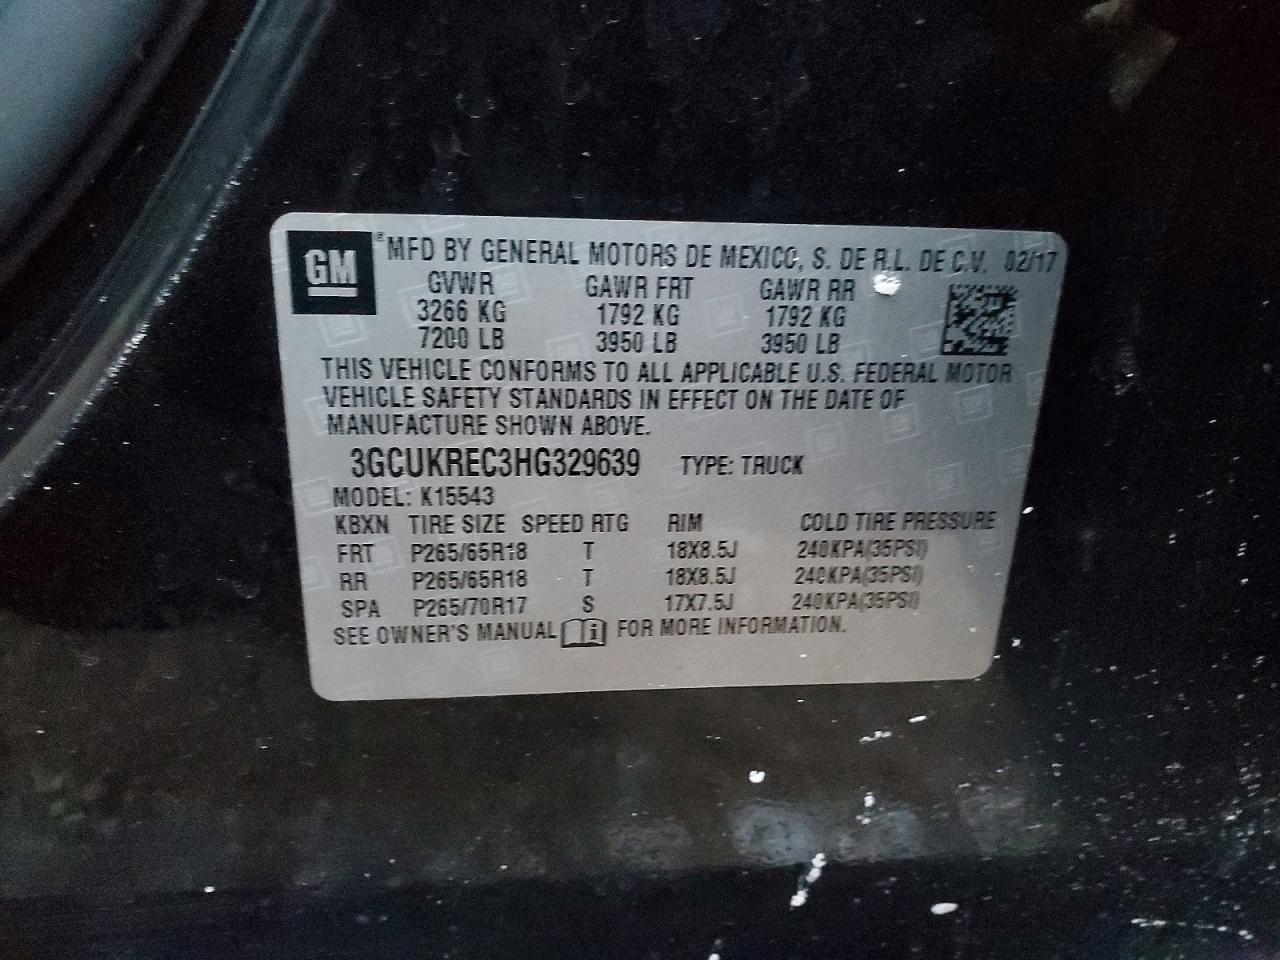 GM ® MFD BY GENERAL MOTORS DE MEXICO, S. DE R.L. DE C.V. 02/17
GVWR GAWR FRT GAWR RR
3266 KG 1792 KG 1792 KG
7200 LB 3950 LB 3950 LB
THIS VEHICLE CONFORMS TO ALL APPLICABLE U.S. FEDERAL MOTOR
VEHICLE SAFETY STANDARDS IN EFFECT ON THE DATE OF
MANUFACTURE SHOWN ABOVE.
3GCUKREC3HG329639 TYPE: TRUCK
MODEL: K15543
KBXN TIRE SIZE SPEED RTG RIM COLD TIRE PRESSURE
FRT P265/65R18 T 18X8.5J 240KPA(35PSI)
RR P265/65R18 T 18X8.5J 240KPA(35PSI)
SPA P265/70R17 S 17X7.5J 240KPA(35PSI)
SEE OWNER'S MANUAL i FOR MORE INFORMATION.